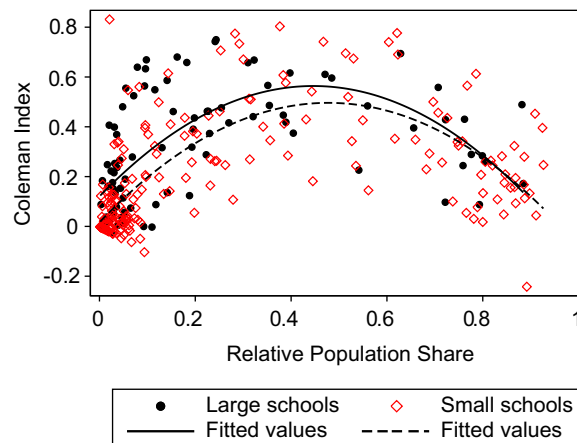 0.8
0.6
0.4
0.2
0
-0.2
Coleman Index
0 0.2 0.4 0.6 0.8 1
Relative Population Share
Large schools Small schools
Fitted values Fitted values